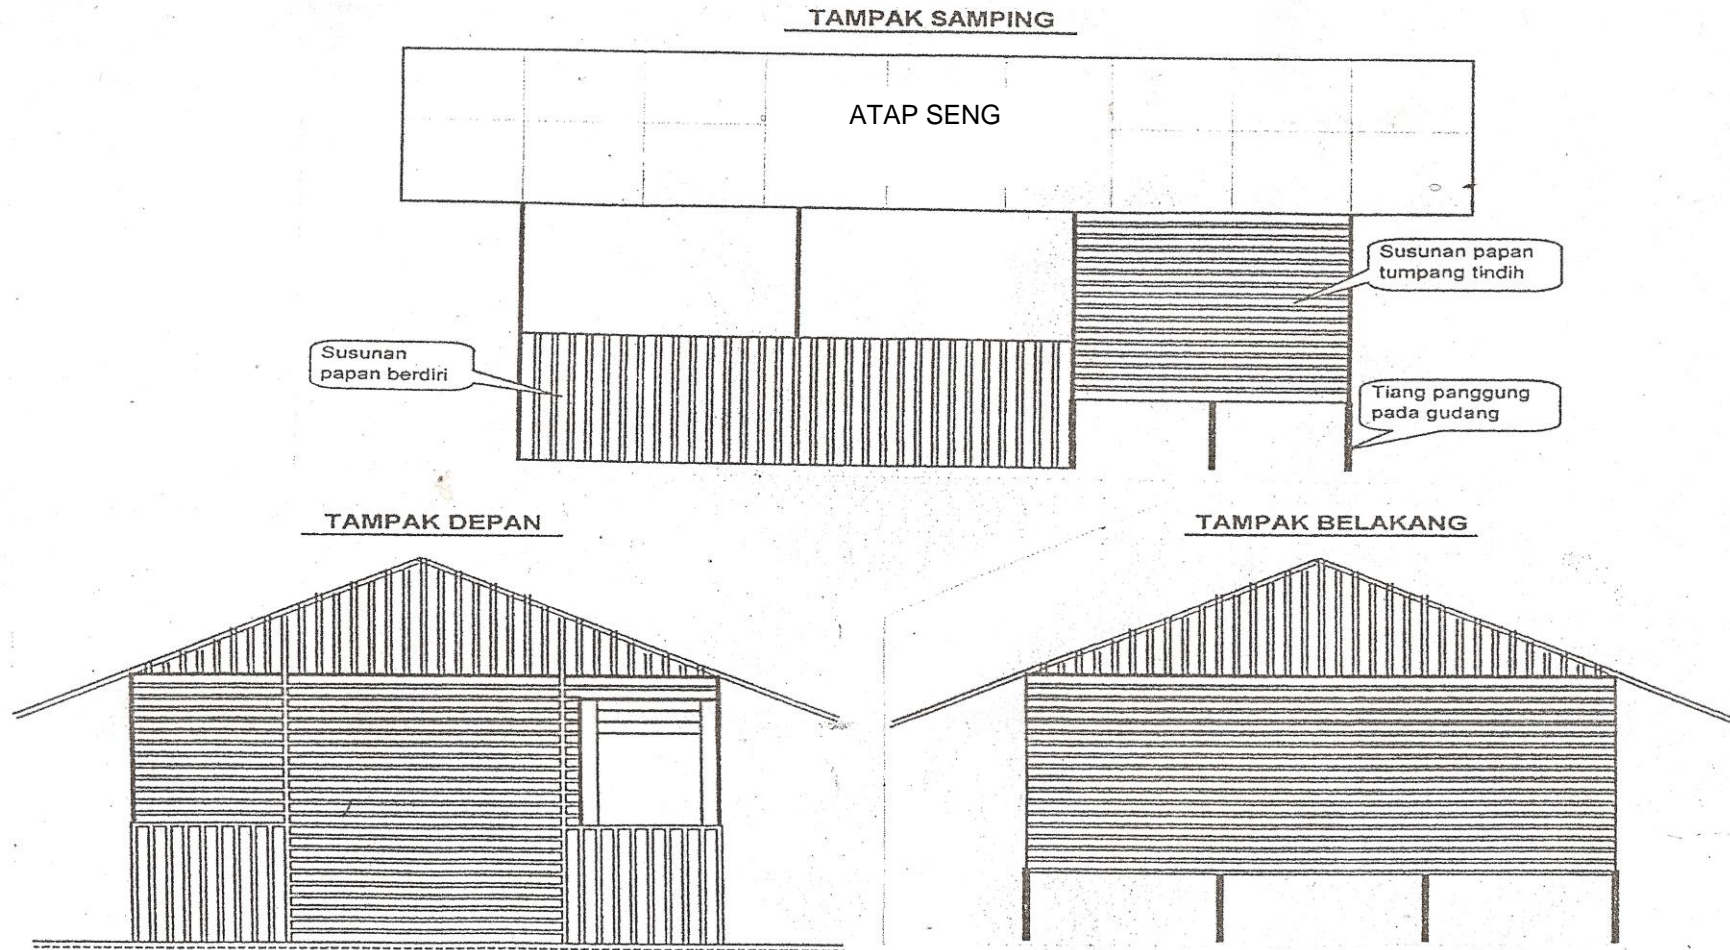 TAMPAK SAMPING
ATAP SENG
Susunan papan
tumpang tindih
Susunan
papan berdiri
Tiang panggung
pada gudang
TAMPAK DEPAN
TAMPAK BELAKANG